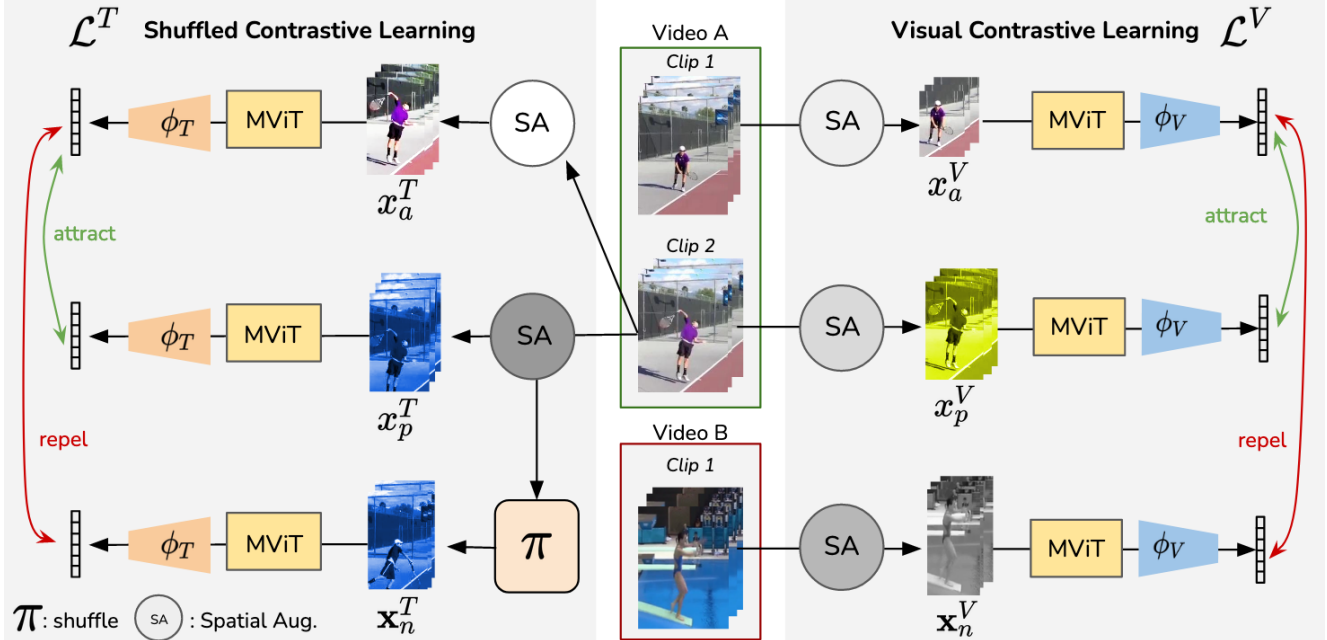 𝓛^T Shuffled Contrastive Learning
Video A
Visual Contrastive Learning 𝓛^V
Clip 1
ϕ_T MViT SA
SA MViT ϕ_V
x_a^T
x_a^V
attract
attract
Clip 2
ϕ_T MViT SA
SA MViT ϕ_V
x_p^T
x_p^V
repel
repel
Video B
Clip 1
ϕ_T MViT π
SA MViT ϕ_V
x_n^T
x_n^V
π: shuffle SA : Spatial Aug.